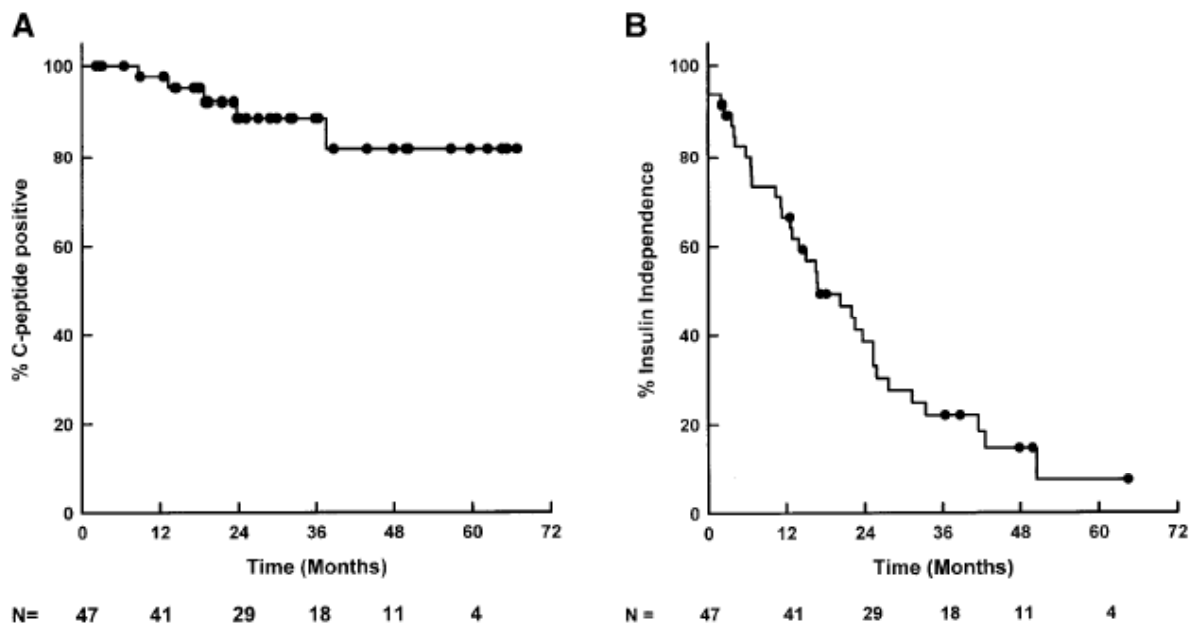 A
100
80
60
40
20
0
% C-peptide positive
0 12 24 36 48 60 72
Time (Months)
N= 47 41 29 18 11 4
B
100
80
60
40
20
0
% Insulin Independence
0 12 24 36 48 60 72
Time (Months)
N = 47 41 29 18 11 4